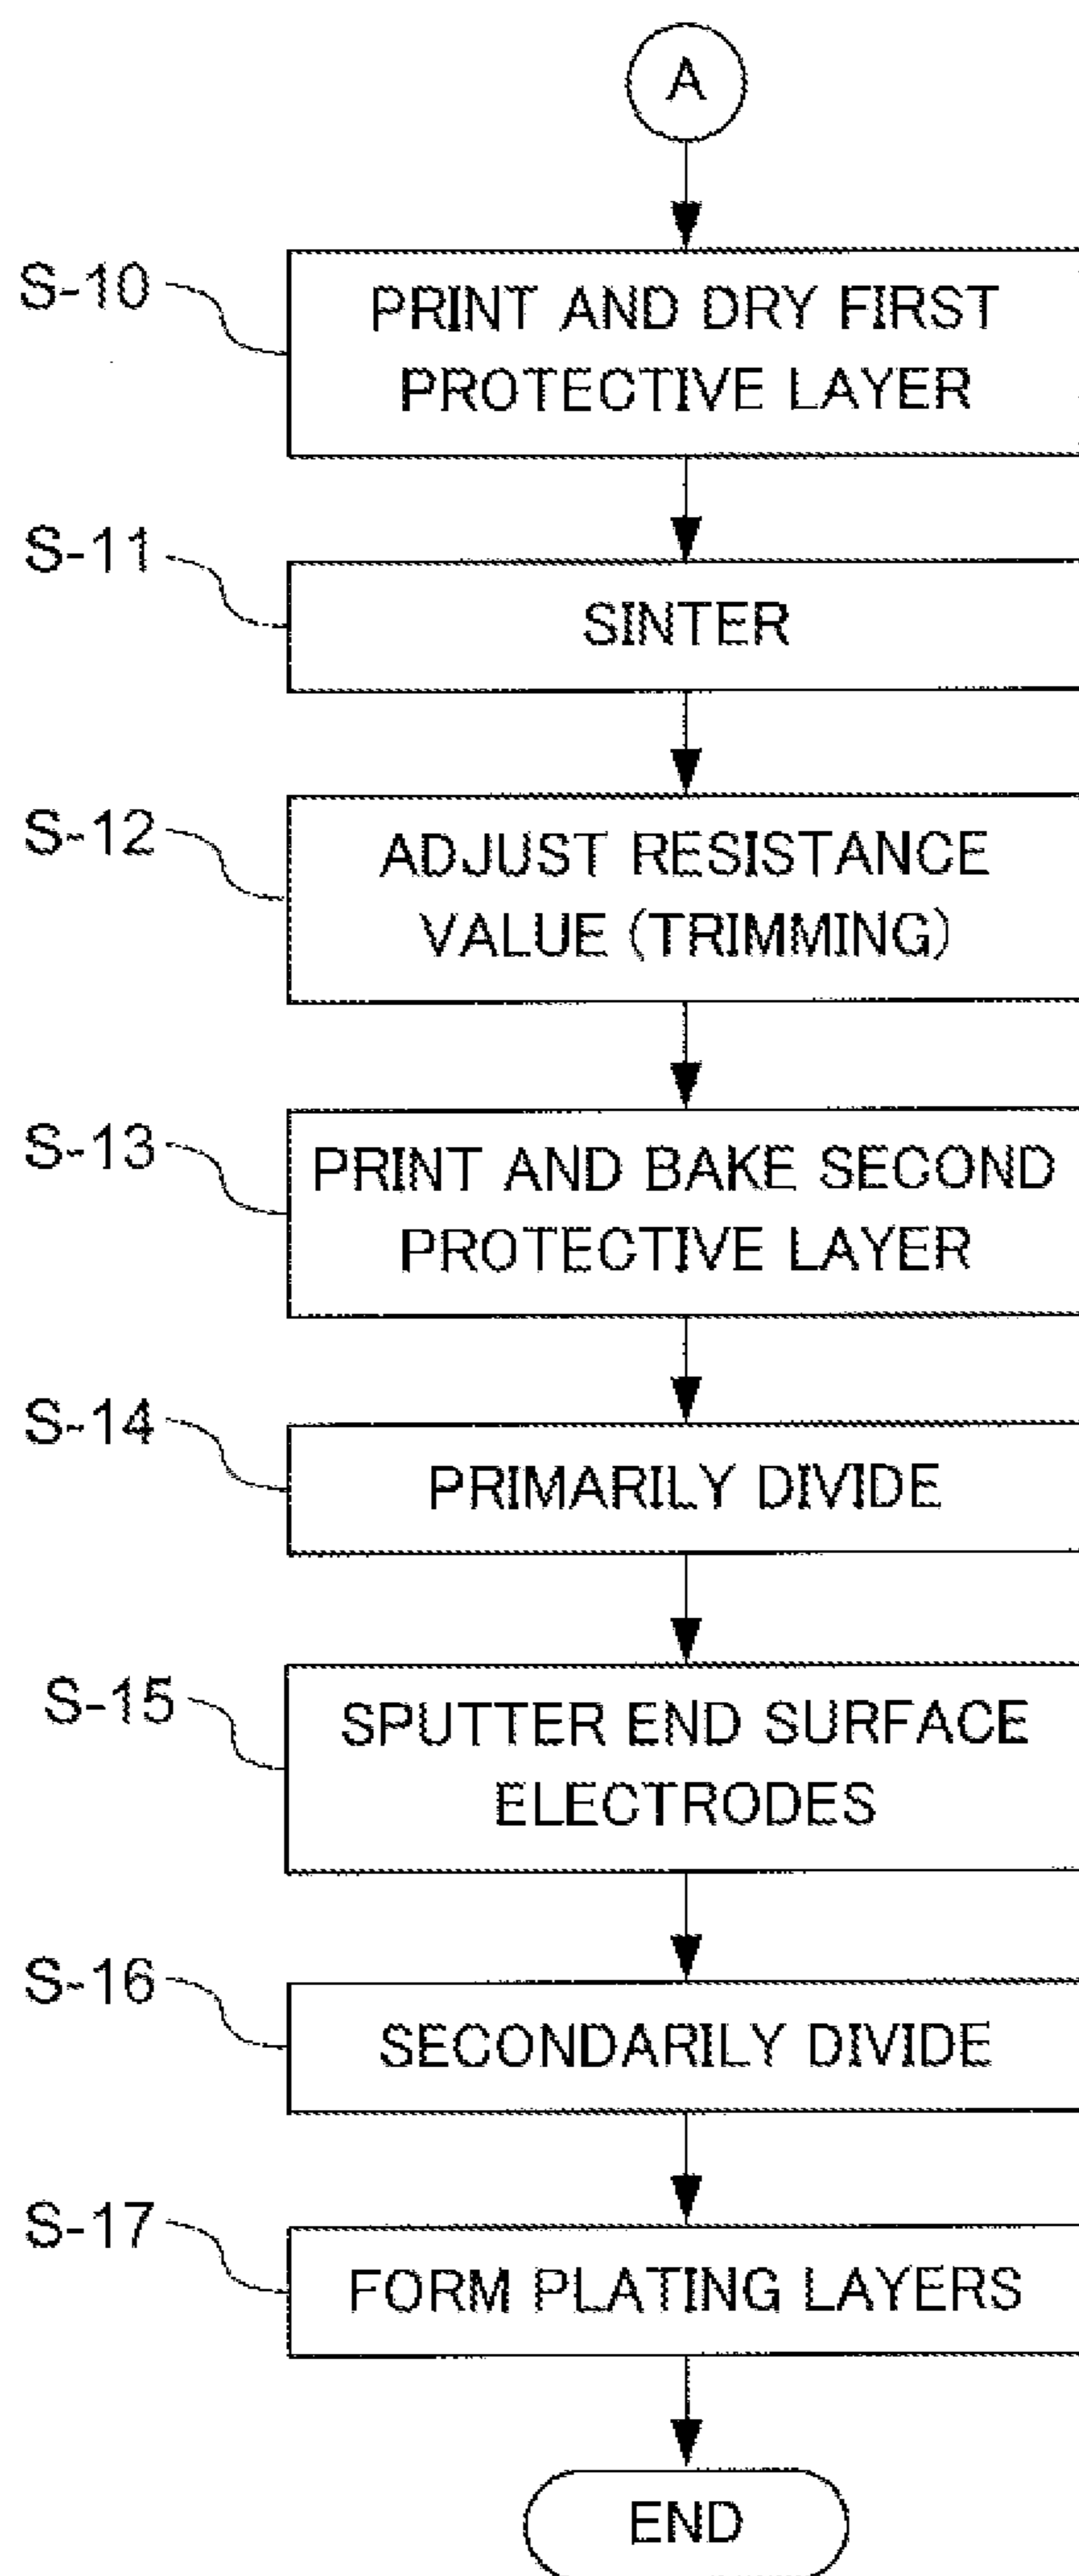 A
S-10
PRINT AND DRY FIRST
PROTECTIVE LAYER
S-11
SINTER
S-12
ADJUST RESISTANCE
VALUE (TRIMMING)
S-13
PRINT AND BAKE SECOND
PROTECTIVE LAYER
S-14
PRIMARILY DIVIDE
S-15
SPUTTER END SURFACE
ELECTRODES
S-16
SECONDARILY DIVIDE
S-17
FORM PLATING LAYERS
END